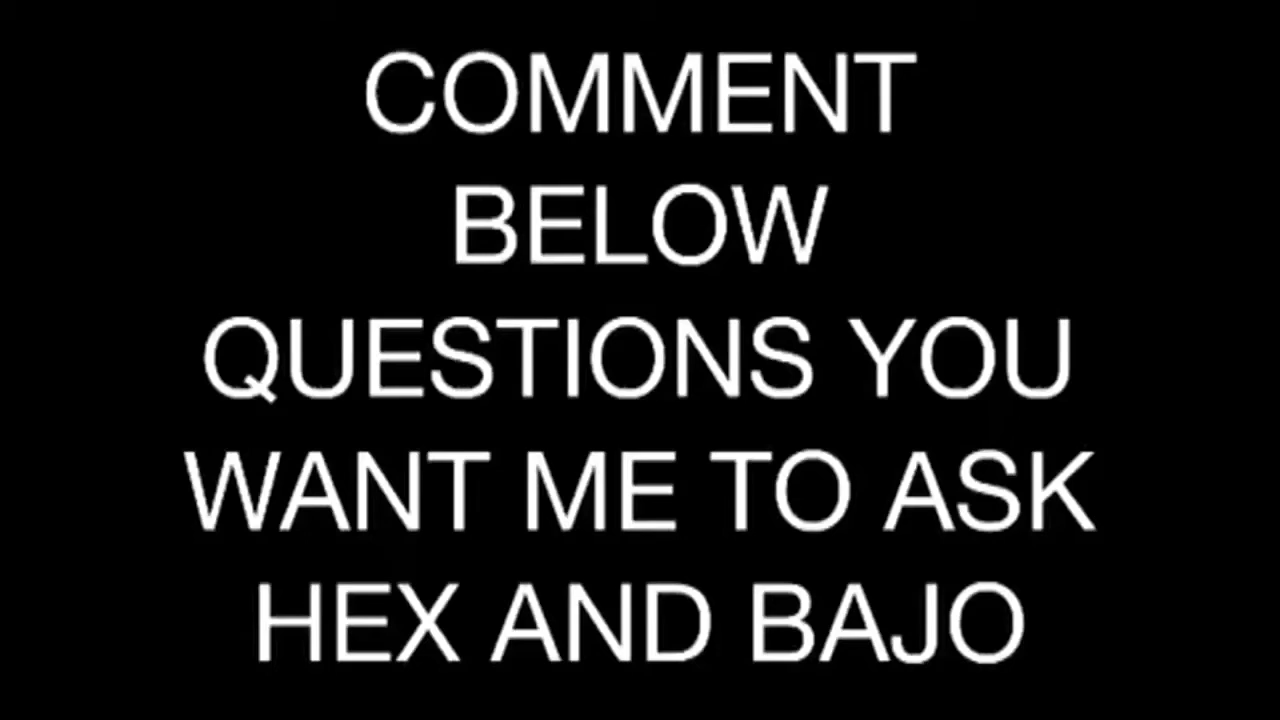 COMMENT
BELOW
QUESTIONS YOU
WANT ME TO ASK
HEX AND BAJO